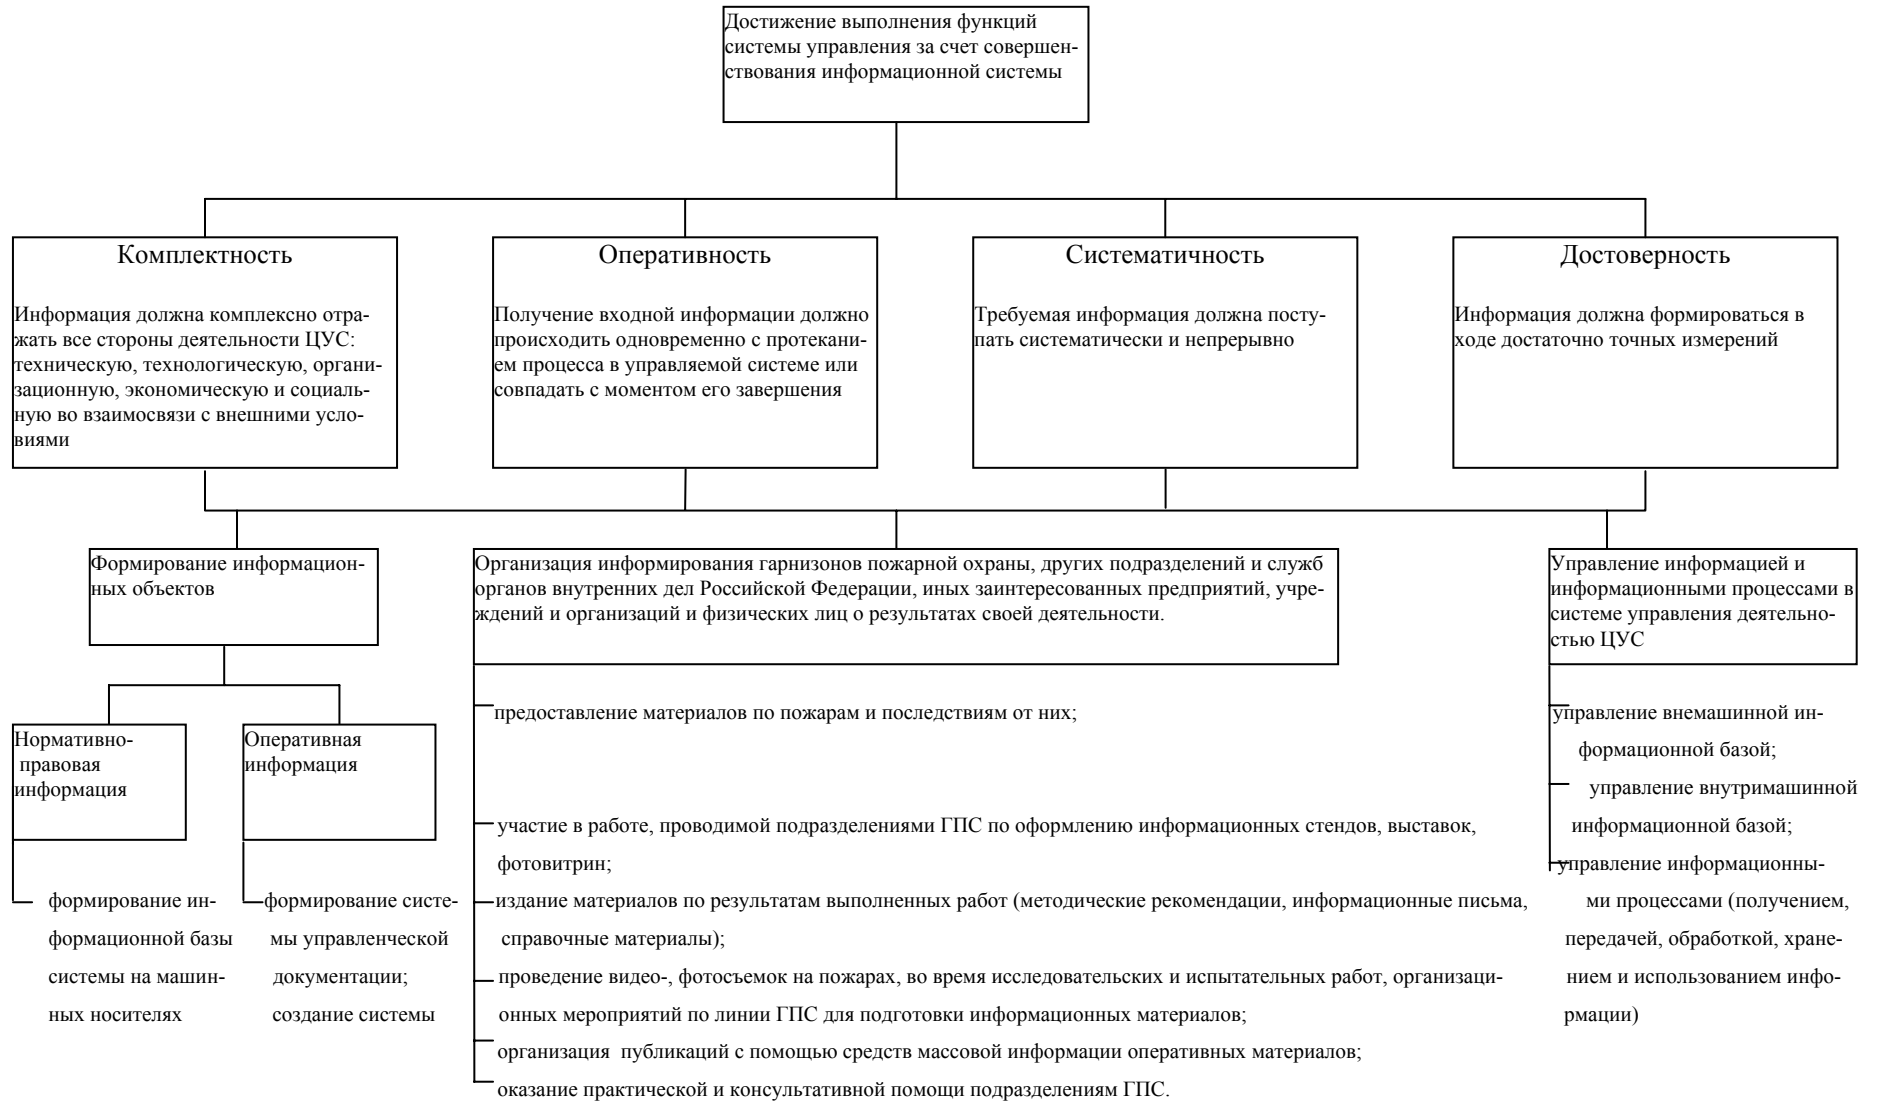 Достижение выполнения функций
системы управления за счет совершен-
ствования информационной системы
Комплектность
Информация должна комплексно отра-
жать все стороны деятельности ЦУС:
техническую, технологическую, органи-
зационную, экономическую и социаль-
ную во взаимосвязи с внешними усло-
виями
Оперативность
Получение входной информации должно
происходить одновременно с протекани-
ем процесса в управляемой системе или
совпадать с моментом его завершения
Систематичность
Требуемая информация должна посту-
пать систематически и непрерывно
Достоверность
Информация должна формироваться в
ходе достаточно точных измерений
Формирование информацион-
ных объектов
Нормативно-
правовая
информация
формирование ин-
формационной базы
системы на машин-
ных носителях
Оперативная
информация
формирование систе-
мы управленческой
документации;
создание системы
Организация информирования гарнизонов пожарной охраны, других подразделений и служб
органов внутренних дел Российской Федерации, иных заинтересованных предприятий, учре-
ждений и организаций и физических лиц о результатах своей деятельности.
предоставление материалов по пожарам и последствиям от них;
участие в работе, проводимой подразделениями ГПС по оформлению информационных стендов, выставок,
фотовитрин;
издание материалов по результатам выполненных работ (методические рекомендации, информационные письма,
справочные материалы);
проведение видео-, фотосъемок на пожарах, во время исследовательских и испытательных работ, организаци-
онных мероприятий по линии ГПС для подготовки информационных материалов;
организация публикаций с помощью средств массовой информации оперативных материалов;
оказание практической и консультативной помощи подразделениям ГПС.
Управление информацией и
информационными процессами в
системе управления деятельно-
стью ЦУС
управление внемашинной ин-
формационной базой;
управление внутримашинной
информационной базой;
управление информационны-
ми процессами (получением,
передачей, обработкой, хране-
нием и использованием инфо-
рмации)